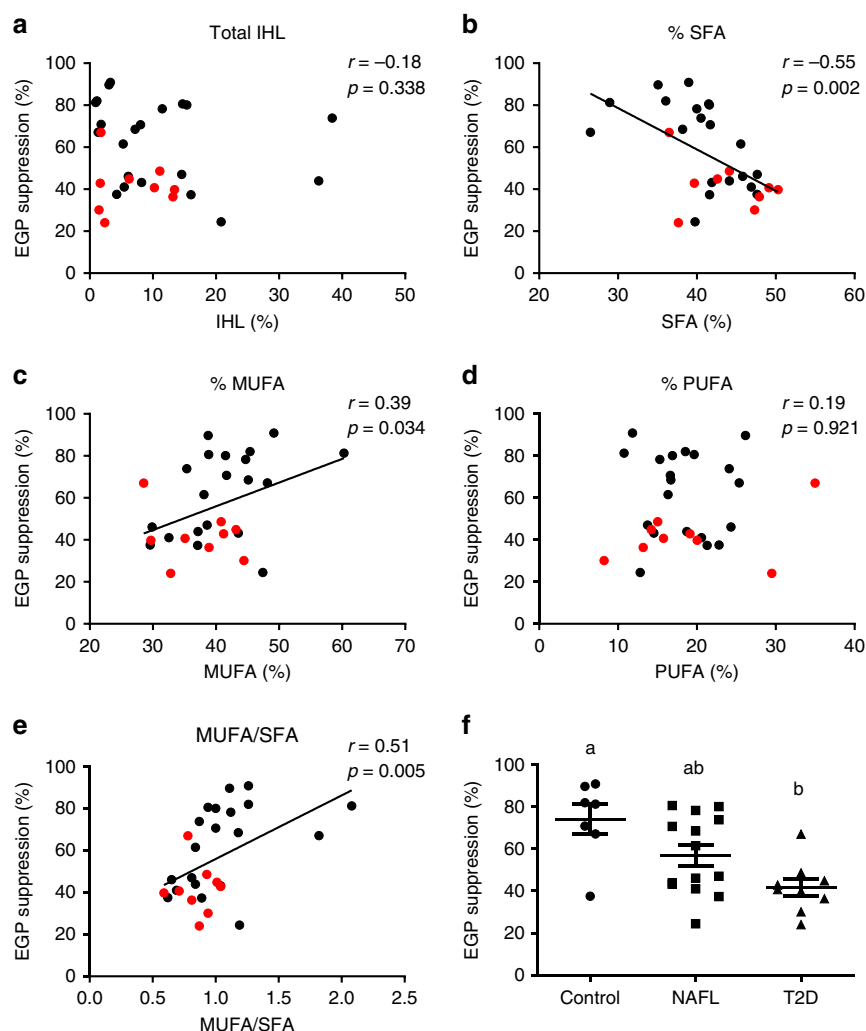 a
Total IHL
r = –0.18
p = 0.338
EGP suppression (%)
100
80
60
40
20
0
0 10 20 30 40 50
IHL (%)
b
% SFA
r = –0.55
p = 0.002
EGP suppression (%)
100
80
60
40
20
0
20 30 40 50 60
SFA (%)
c
% MUFA
r = 0.39
p = 0.034
EGP suppression (%)
100
80
60
40
20
0
20 30 40 50 60 70
MUFA (%)
d
% PUFA
r = 0.19
p = 0.921
EGP suppression (%)
100
80
60
40
20
0
0 10 20 30 40
PUFA (%)
e
MUFA/SFA
r = 0.51
p = 0.005
EGP suppression (%)
100
80
60
40
20
0
0.0 0.5 1.0 1.5 2.0 2.5
MUFA/SFA
f
a
ab
b
EGP suppression (%)
100
80
60
40
20
0
Control NAFL T2D